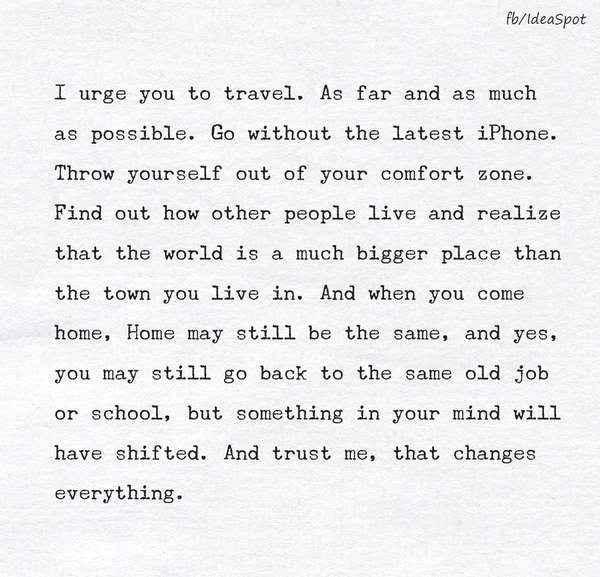 fb/IdeaSpot
I urge you to travel. As far and as much
as possible. Go without the latest iPhone.
Throw yourself out of your comfort zone.
Find out how other people live and realize
that the world is a much bigger place than
the town you live in. And when you come
home, Home may still be the same, and yes,
you may still go back to the same old job
or school, but something in your mind will
have shifted. And trust me, that changes
everything.